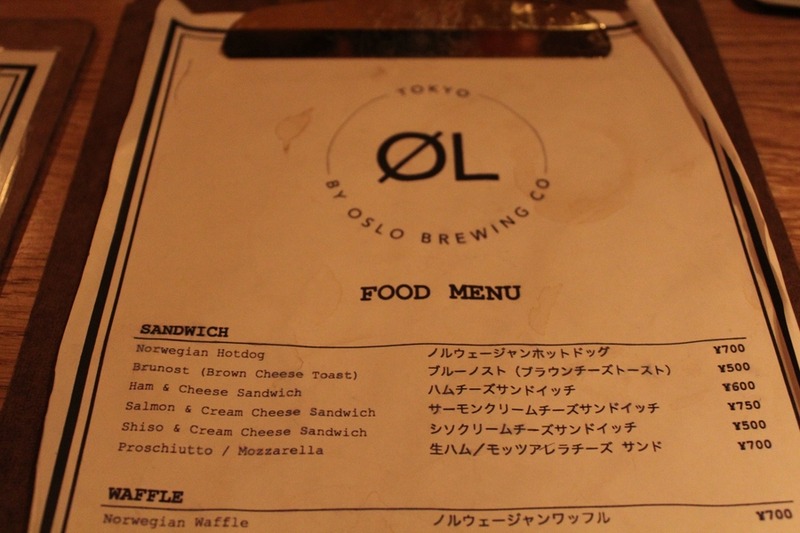 TOKYO
ØL
BY OSLO BREWING CO
FOOD MENU
SANDWICH
Norwegian Hotdog ノルウェージャンホットドッグ ¥700
Brunost (Brown Cheese Toast) ブルーノスト（ブラウンチーズトースト） ¥500
Ham & Cheese Sandwich ハムチーズサンドイッチ ¥600
Salmon & Cream Cheese Sandwich サーモンクリームチーズサンドイッチ ¥750
Shiso & Cream Cheese Sandwich シソクリームチーズサンドイッチ ¥500
Proschiutto / Mozzarella 生ハム／モッツアレラチーズ サンド ¥700
WAFFLE
Norwegian Waffle ノルウェージャンワッフル ¥700